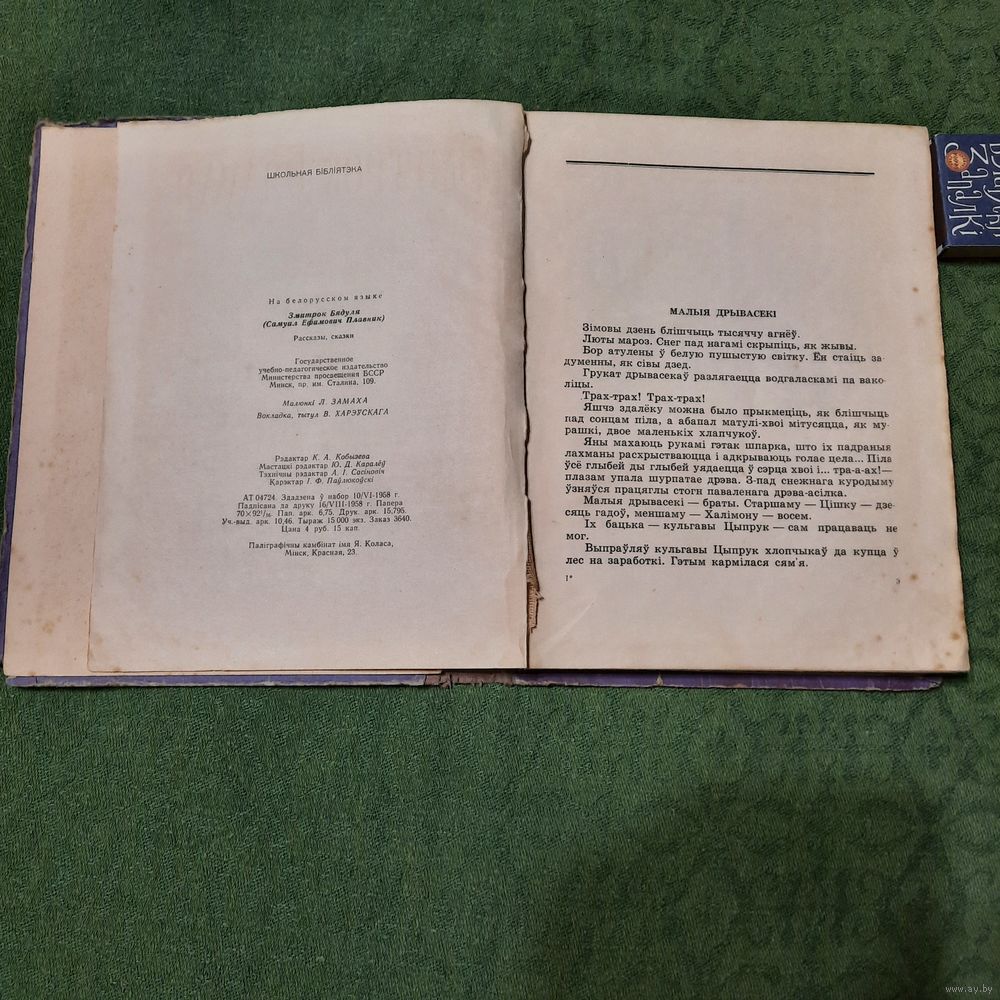 ШКОЛЬНАЯ БІБЛІЯТЭКА
На белорусском языке
Змитрок Бядуля
(Самуил Ефимович Плавник)
Рассказы, сказки
Государственное
учебно-педагогическое издательство
Министерства просвещения БССР
Минск, пр. им. Сталина, 109.
Малюнкі Л. ЗАМАХА
Вокладка, тытул В. ХАРЭЎСКАГА
Рэдактар К. А. Кобызева
Мастацкі рэдактар Ю. Д. Каралёў
Тэхнічны рэдактар А. І. Сасіновіч
Карэктар І. Ф. Паўлюкоўскі
АТ 04724. Здадзена ў набор 10/VI-1958 г.
Падпісана да друку 16/VIII-1958 г. Папера
70×92 1/16. Пап. арк. 6,75. Друк. арк. 15,795.
Уч.-выд. арк. 10,46. Тыраж 15 000 экз. Заказ 3640.
Цана 4 руб. 15 кап.
Паліграфічны камбінат імя Я. Коласа,
Мінск, Красная, 23.
МАЛЫЯ ДРЫВАСЕКІ
Зімовы дзень блішчыць тысяччу агнёў.
Люты мароз. Снег пад нагамі скрыпіць, як жывы.
Бор атулены ў белую пушыстую світку. Ён стаіць за-
думенны, як сівы дзед.
Грукат дрывасекаў разлягаецца водгаласкамі па вако-
ліцы.
Трах-трах! Трах-трах!
Яшчэ здалёку можна было прыкмеціць, як блішчыць
пад сонцам піла, а абапал матулі-хвоі мітусяцца, як му-
рашкі, двое маленькіх хлапчукоў.
Яны махаюць рукамі гэтак шпарка, што іх падраныя
лахманы расхрыстваюцца і адкрываюць голае цела... Піла
ўсё глыбей ды глыбей уядаецца ў сэрца хвоі і... тра-а-ах!—
плазам упала шурпатае дрэва. З-пад снежнага куродыму
ўзняўся працяглы стогн паваленага дрэва-асілка.
Малыя дрывасекі — браты. Старшаму — Цішку — дзе-
сяць гадоў, меншаму — Халімону — восем.
Іх бацька — кульгавы Цыпрук — сам працаваць не
мог.
Выпраўляў кульгавы Цыпрук хлопчыкаў да купца ў
лес на заработкі. Гэтым карміlася сям'я.
1*
3
запалкі
www.ay.by